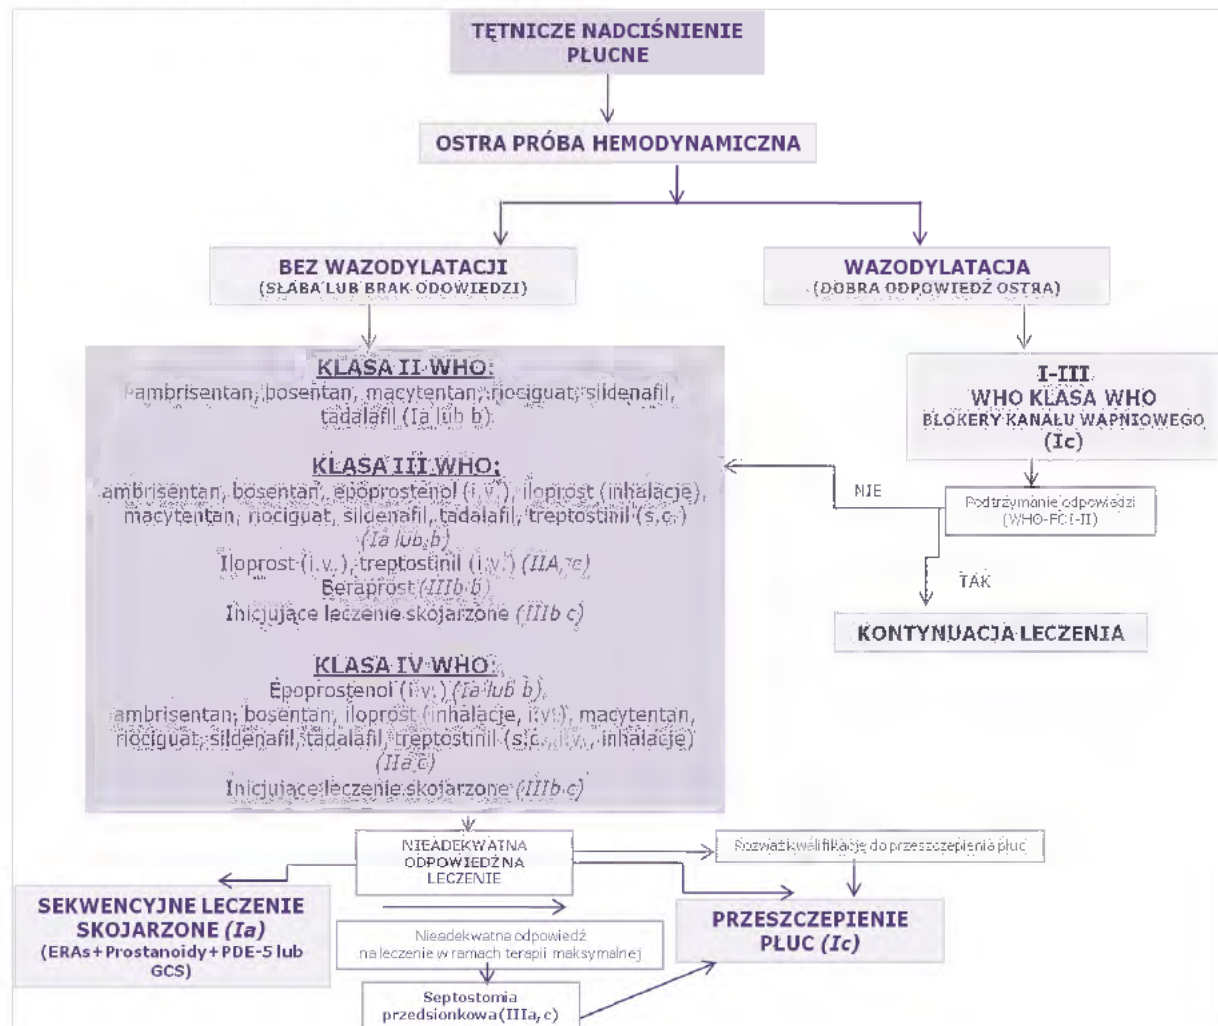 TĘTNICZE NADCIŚNIENIE
PŁUCNE
OSTRA PRÓBA HEMODYNAMICZNA
BEZ WAZODYLATACJI
(SŁABA LUB BRAK ODOWIEDZI)
WAZODYLATACJA
(DOBRA ODPOWIEDŹ OSTRA)
KLASA II WHO:
ambrisentan, bosentan, macytentan, riociguat, sildenafil,
tadalafil (Ia lub b)
KLASA III WHO:
ambrisentan, bosentan, epoprostenol (i.v.), iloprost (inhalacje),
macytentan, riociguat, sildenafil, tadalafil, treptostinil (s.c.)
(Ia lub b)
Iloprost (i.v.), treptostinil (i.v.) (IIA, c)
Beraprost (IIIb b)
Inicjujące leczenie skojarzone (IIIb c)
KLASA IV WHO:
Epoprostenol (i.v.) (Ia lub b)
ambrisentan, bosentan, iloprost (inhalacje, i.v.), macytentan,
riociguat, sildenafil, tadalafil, treptostinil (s.c., i.v., inhalacje)
(IIa c)
Inicjujące leczenie skojarzone (IIIb c)
I-III
WHO KLASA WHO
BLOKERY KANAŁU WAPNIOWEGO
(Ic)
NIE
Podtrzymanie odpowiedzi
(WHO-FC I-II)
TAK
KONTYNUACJA LECZENIA
NIEADEKWATNA
ODPOWIEDŹ NA
LECZENIE
Rozważ kwalifikację do przeszczepienia płuc
SEKWENCYJNE LECZENIE
SKOJARZONE (Ia)
(ERAs+Prostanoidy+PDE-5 lub
GCS)
Nieadekwatna odpowiedź
na leczenie w ramach terapii maksymalnej
PRZESZCZEPIENIE
PŁUC (Ic)
Septostomia
przedsionkowa (IIIa, c)